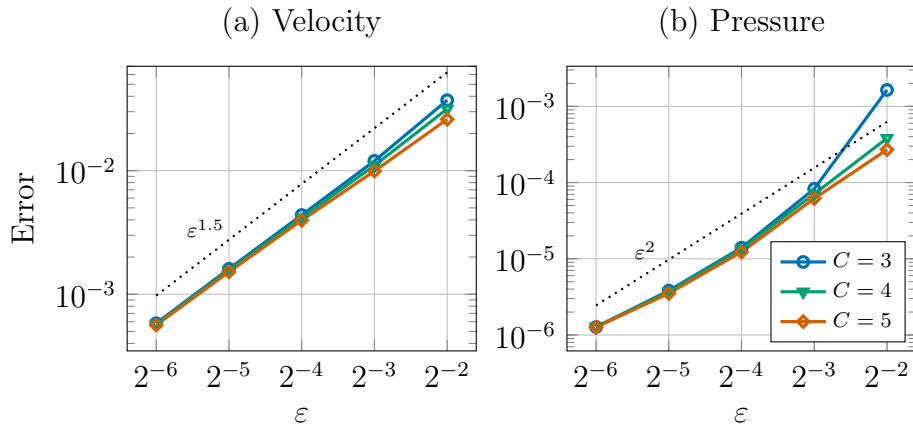 (a) Velocity
(b) Pressure
Error
10⁻²
10⁻³
ε^1.5
2⁻⁶ 2⁻⁵ 2⁻⁴ 2⁻³ 2⁻²
ε
10⁻³
10⁻⁴
10⁻⁵
10⁻⁶
ε²
C = 3
C = 4
C = 5
2⁻⁶ 2⁻⁵ 2⁻⁴ 2⁻³ 2⁻²
ε